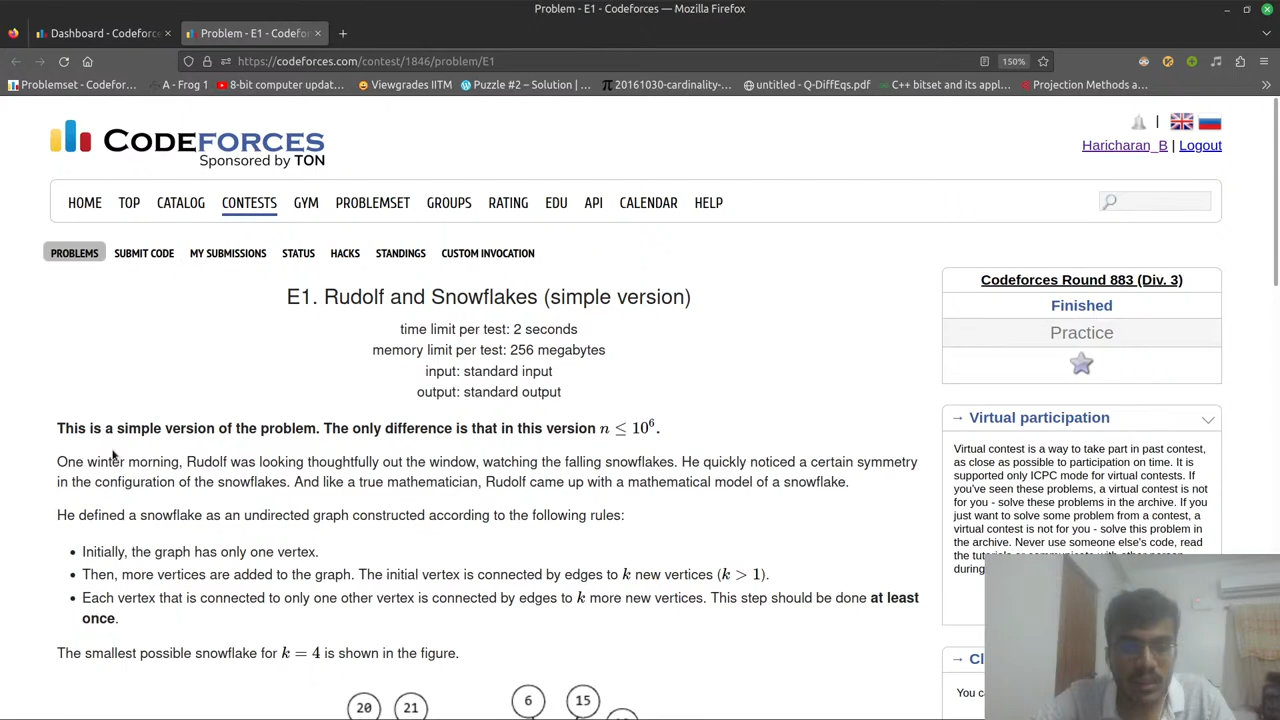 Problem - E1 - Codeforces — Mozilla Firefox
Dashboard - Codeforc
Problem - E1 - Codefor
https://codeforces.com/contest/1846/problem/E1
150%
Problemset - Codefor...
A - Frog 1
8-bit computer updat...
Viewgrades IITM
Puzzle #2 – Solution | ...
20161030-cardinality-...
untitled - Q-DiffEqs.pdf
C++ bitset and its appl...
Projection Methods a...
CODEFORCES
Sponsored by TON
Haricharan_B | Logout
HOME TOP CATALOG CONTESTS GYM PROBLEMSET GROUPS RATING EDU API CALENDAR HELP
PROBLEMS SUBMIT CODE MY SUBMISSIONS STATUS HACKS STANDINGS CUSTOM INVOCATION
E1. Rudolf and Snowflakes (simple version)
time limit per test: 2 seconds
memory limit per test: 256 megabytes
input: standard input
output: standard output
This is a simple version of the problem. The only difference is that in this version n ≤ 10^6.
One winter morning, Rudolf was looking thoughtfully out the window, watching the falling snowflakes. He quickly noticed a certain symmetry
in the configuration of the snowflakes. And like a true mathematician, Rudolf came up with a mathematical model of a snowflake.
He defined a snowflake as an undirected graph constructed according to the following rules:
• Initially, the graph has only one vertex.
• Then, more vertices are added to the graph. The initial vertex is connected by edges to k new vertices (k > 1).
• Each vertex that is connected to only one other vertex is connected by edges to k more new vertices. This step should be done at least
once.
The smallest possible snowflake for k = 4 is shown in the figure.
20 21 6 15
Codeforces Round 883 (Div. 3)
Finished
Practice
→ Virtual participation
Virtual contest is a way to take part in past contest,
as close as possible to participation on time. It is
supported only ICPC mode for virtual contests. If
you've seen these problems, a virtual contest is not
for you - solve these problems in the archive. If you
just want to solve some problem from a contest, a
virtual contest is not for you - solve this problem in
the archive. Never use someone else's code, read
the
during
→ Cl
You c